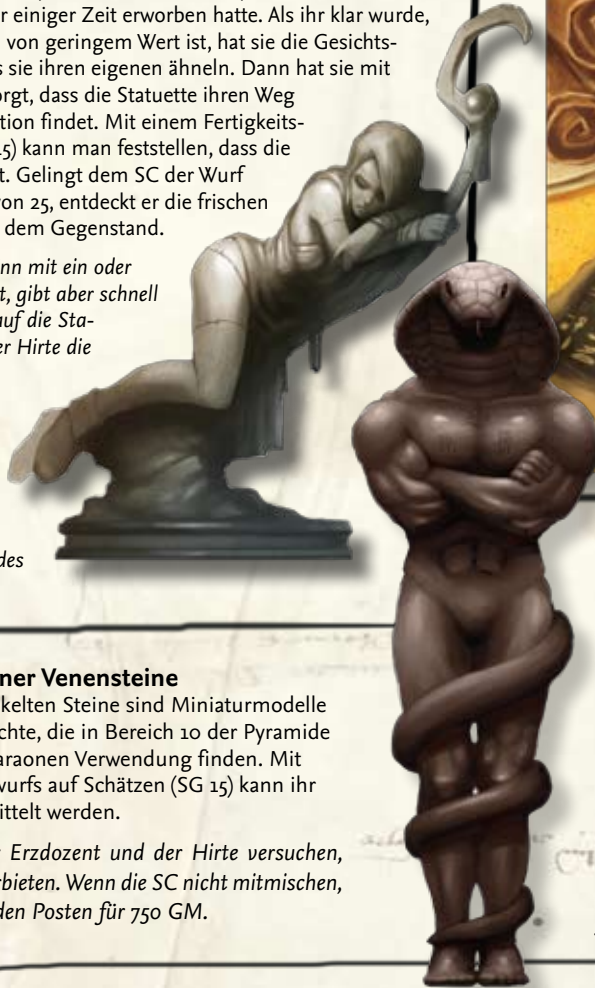 r einiger Zeit erworben hatte. Als ihr klar wurde,
von geringem Wert ist, hat sie die Gesichts-
s sie ihren eigenen ähneln. Dann hat sie mit
orgt, dass die Statuette ihren Weg
tion findet. Mit einem Fertigkeits-
15) kann man feststellen, dass die
t. Gelingt dem SC der Wurf
von 25, entdeckt er die frischen
dem Gegenstand.
nn mit ein oder
t, gibt aber schnell
auf die Sta-
er Hirte die
des
ner Venensteine
kelten Steine sind Miniaturmodelle
chte, die in Bereich 10 der Pyramide
araonen Verwendung finden. Mit
wurfs auf Schätzen (SG 15) kann ihr
ittelt werden.
Erzdozent und der Hirte versuchen,
rbieten. Wenn die SC nicht mitmischen,
den Posten für 750 GM.